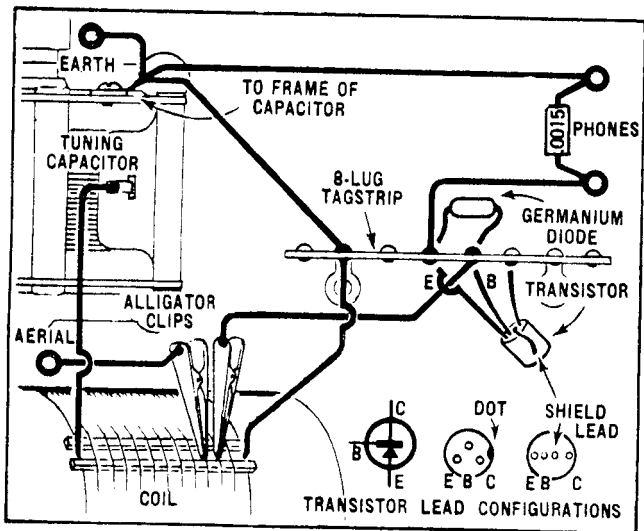 EARTH
TO FRAME OF
CAPACITOR
TUNING
CAPACITOR
.0015
PHONES
8-LUG
TAGSTRIP
GERMANIUM
DIODE
E
B
TRANSISTOR
ALLIGATOR
CLIPS
AERIAL
COIL
C
B
E
DOT
SHIELD
LEAD
E B C
E B C
TRANSISTOR LEAD CONFIGURATIONS